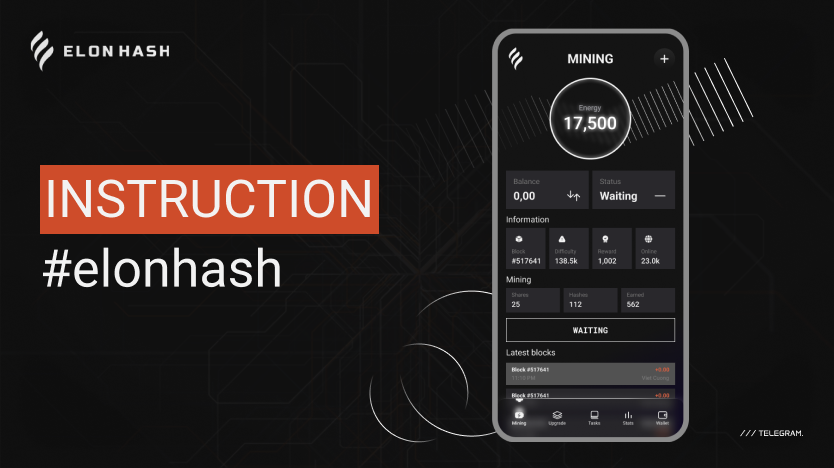 ELON HASH
INSTRUCTION
#elonhash
MINING
+
Energy
17,500
Balance
0,00
Status
Waiting
Information
Block
#517641
Difficulty
138.5k
Reward
1,002
Online
23.0k
Mining
Shares
25
Hashes
112
Earned
562
WAITING
Latest blocks
Block #517641 +5.00
Block #517641 +5.00
Mining Upgrade Tasks Stats Wallet
/// TELEGRAM.